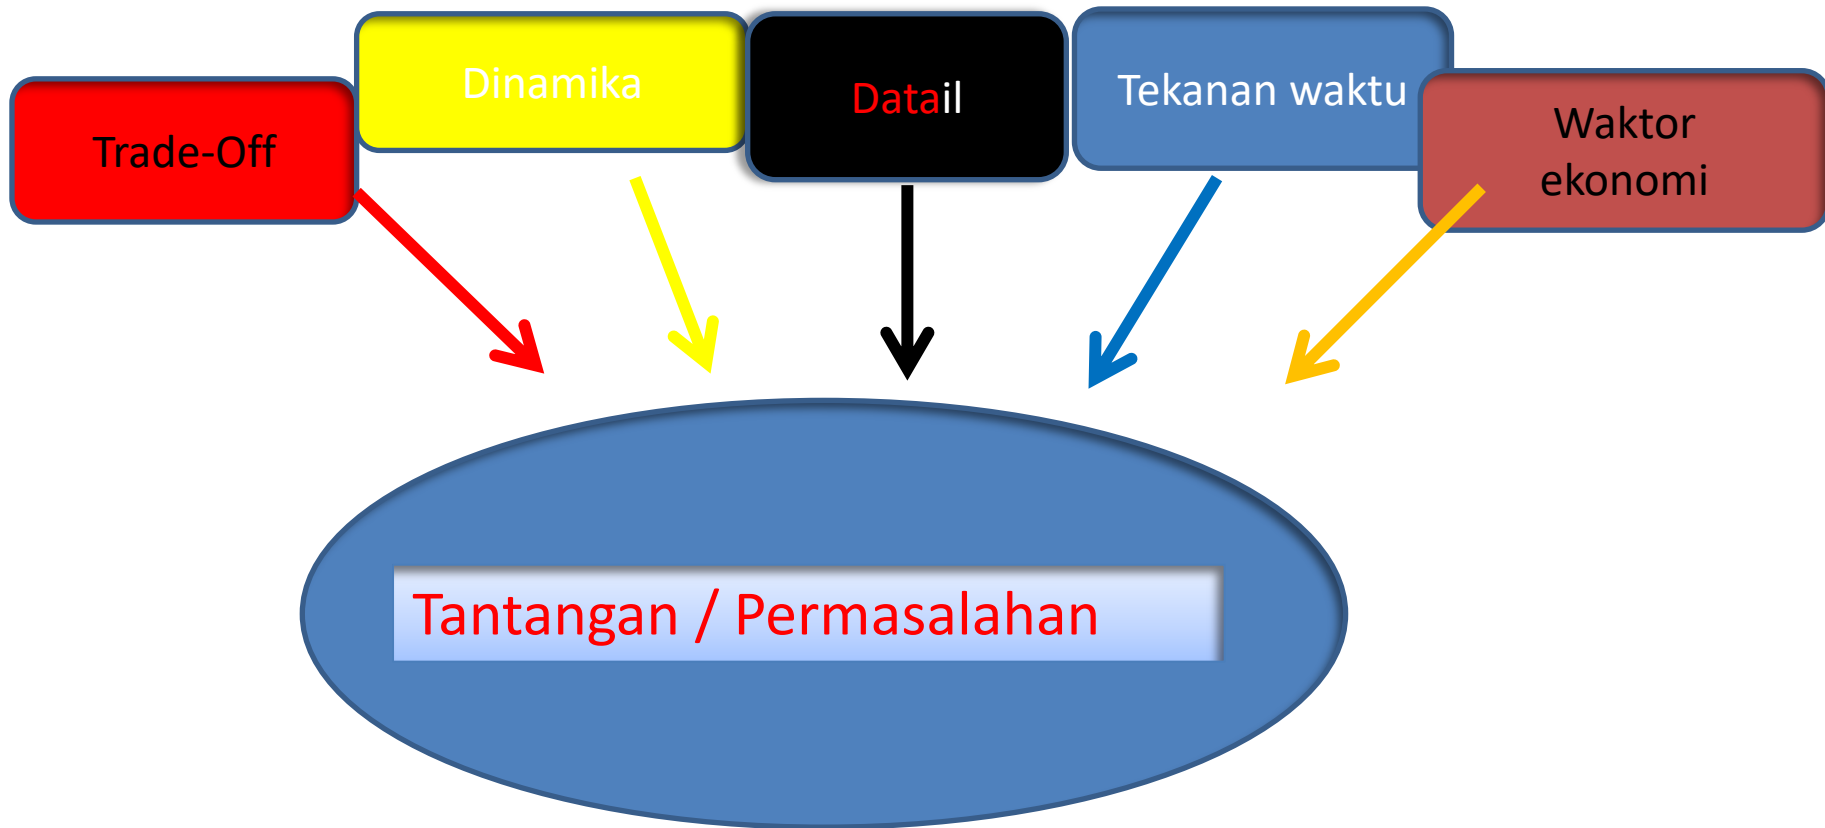 Trade-Off
Dinamika
Datail
Tekanan waktu
Waktor
ekonomi
Tantangan / Permasalahan